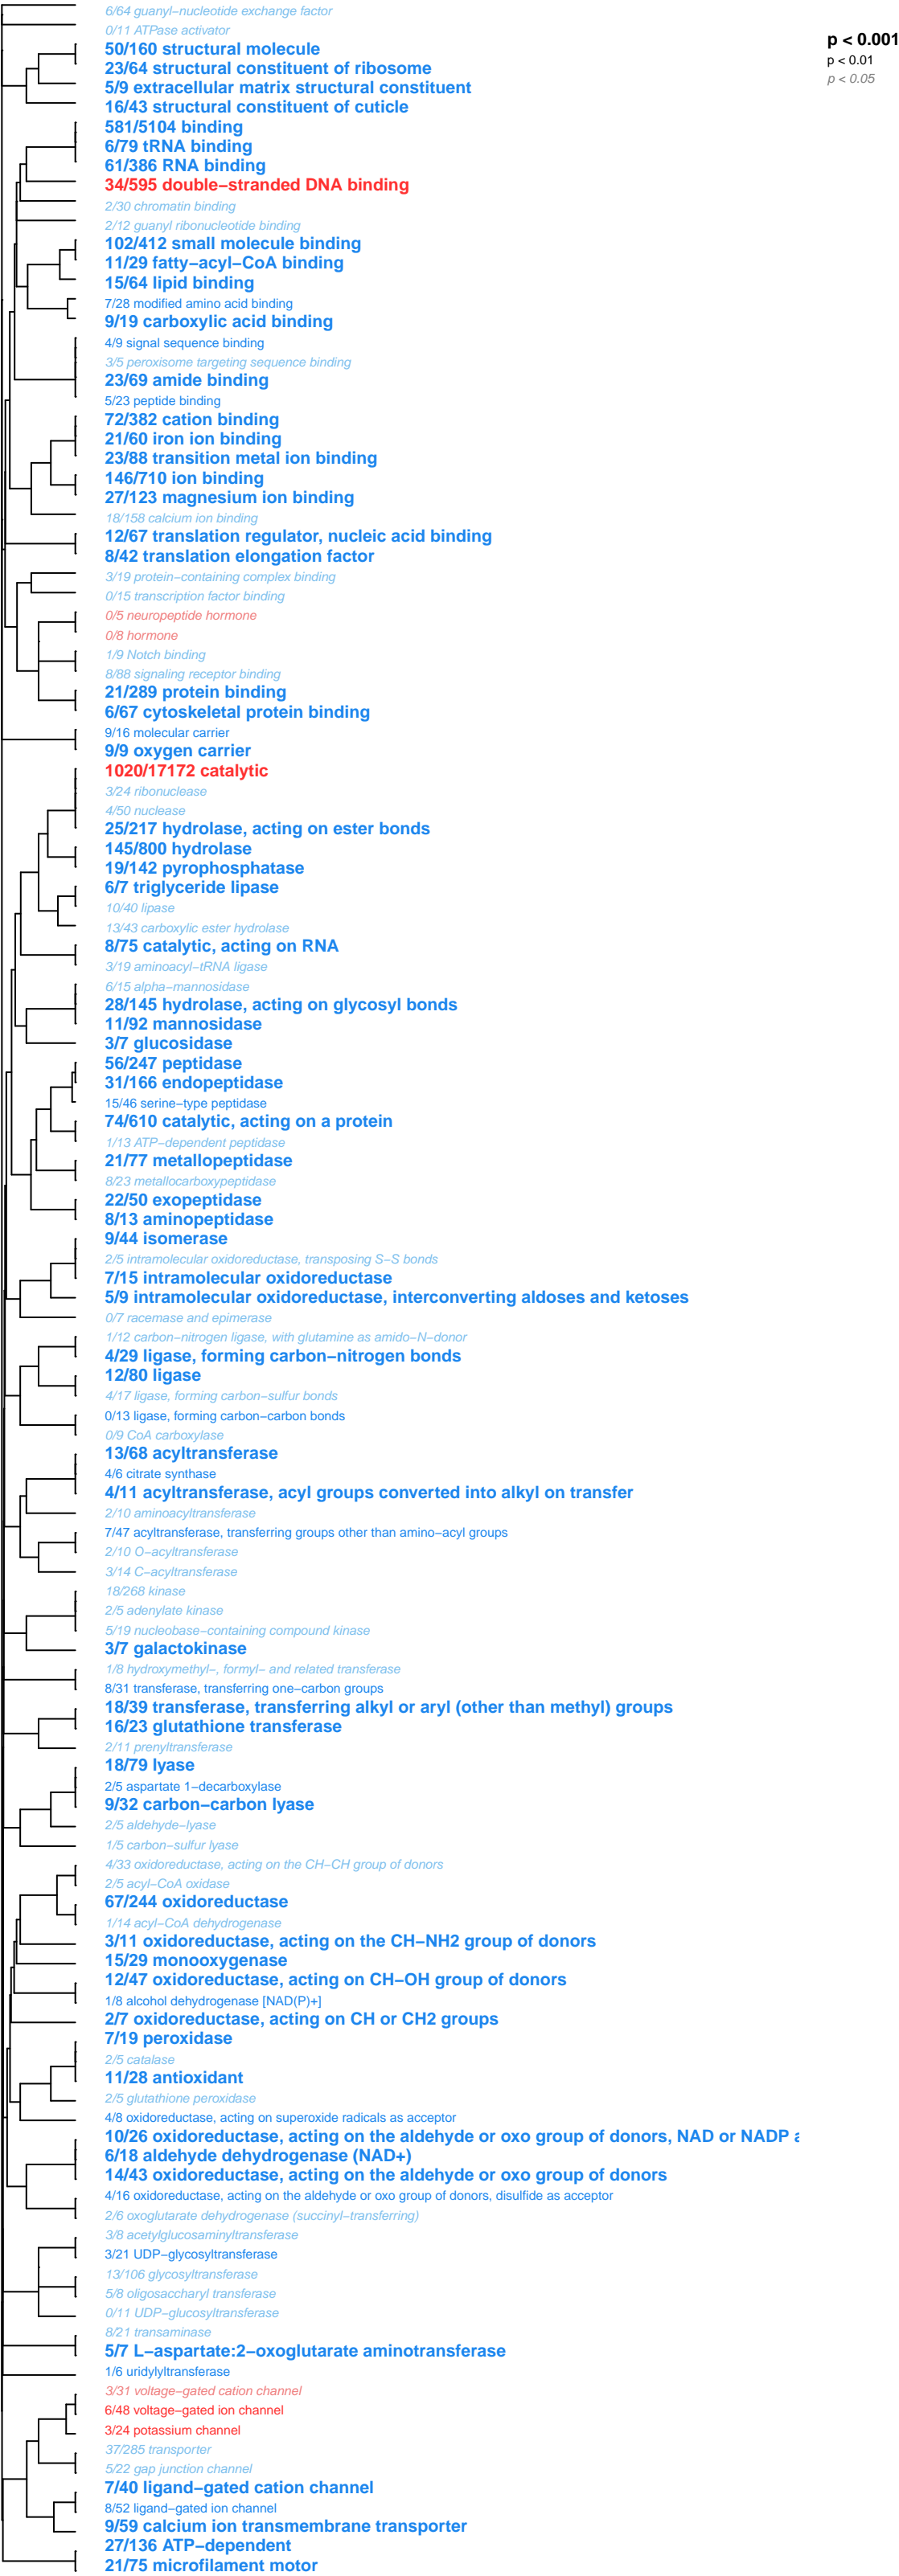 6/64 guanyl−nucleotide exchange factor
0/11 ATPase activator
50/160 structural molecule
23/64 structural constituent of ribosome
5/9 extracellular matrix structural constituent
16/43 structural constituent of cuticle
581/5104 binding
6/79 tRNA binding
61/386 RNA binding
34/595 double−stranded DNA binding
2/30 chromatin binding
2/12 guanyl ribonucleotide binding
102/412 small molecule binding
11/29 fatty−acyl−CoA binding
15/64 lipid binding
7/28 modified amino acid binding
9/19 carboxylic acid binding
4/9 signal sequence binding
3/5 peroxisome targeting sequence binding
23/69 amide binding
5/23 peptide binding
72/382 cation binding
21/60 iron ion binding
23/88 transition metal ion binding
146/710 ion binding
27/123 magnesium ion binding
18/158 calcium ion binding
12/67 translation regulator, nucleic acid binding
8/42 translation elongation factor
3/19 protein−containing complex binding
0/15 transcription factor binding
0/5 neuropeptide hormone
0/8 hormone
1/9 Notch binding
8/88 signaling receptor binding
21/289 protein binding
6/67 cytoskeletal protein binding
9/16 molecular carrier
9/9 oxygen carrier
1020/17172 catalytic
3/24 ribonuclease
4/50 nuclease
25/217 hydrolase, acting on ester bonds
145/800 hydrolase
19/142 pyrophosphatase
6/7 triglyceride lipase
10/40 lipase
13/43 carboxylic ester hydrolase
8/75 catalytic, acting on RNA
3/19 aminoacyl−tRNA ligase
6/15 alpha−mannosidase
28/145 hydrolase, acting on glycosyl bonds
11/92 mannosidase
3/7 glucosidase
56/247 peptidase
31/166 endopeptidase
15/46 serine−type peptidase
74/610 catalytic, acting on a protein
1/13 ATP−dependent peptidase
21/77 metallopeptidase
8/23 metallocarboxypeptidase
22/50 exopeptidase
8/13 aminopeptidase
9/44 isomerase
2/5 intramolecular oxidoreductase, transposing S−S bonds
7/15 intramolecular oxidoreductase
5/9 intramolecular oxidoreductase, interconverting aldoses and ketoses
0/7 racemase and epimerase
1/12 carbon−nitrogen ligase, with glutamine as amido−N−donor
4/29 ligase, forming carbon−nitrogen bonds
12/80 ligase
4/17 ligase, forming carbon−sulfur bonds
0/13 ligase, forming carbon−carbon bonds
0/9 CoA carboxylase
13/68 acyltransferase
4/6 citrate synthase
4/11 acyltransferase, acyl groups converted into alkyl on transfer
2/10 aminoacyltransferase
7/47 acyltransferase, transferring groups other than amino−acyl groups
2/10 O−acyltransferase
3/14 C−acyltransferase
18/268 kinase
2/5 adenylate kinase
5/19 nucleobase−containing compound kinase
3/7 galactokinase
1/8 hydroxymethyl−, formyl− and related transferase
8/31 transferase, transferring one−carbon groups
18/39 transferase, transferring alkyl or aryl (other than methyl) groups
16/23 glutathione transferase
2/11 prenyltransferase
18/79 lyase
2/5 aspartate 1−decarboxylase
9/32 carbon−carbon lyase
2/5 aldehyde−lyase
1/5 carbon−sulfur lyase
4/33 oxidoreductase, acting on the CH−CH group of donors
2/5 acyl−CoA oxidase
67/244 oxidoreductase
1/14 acyl−CoA dehydrogenase
3/11 oxidoreductase, acting on the CH−NH2 group of donors
15/29 monooxygenase
12/47 oxidoreductase, acting on CH−OH group of donors
1/8 alcohol dehydrogenase [NAD(P)+]
2/7 oxidoreductase, acting on CH or CH2 groups
7/19 peroxidase
2/5 catalase
11/28 antioxidant
2/5 glutathione peroxidase
4/8 oxidoreductase, acting on superoxide radicals as acceptor
10/26 oxidoreductase, acting on the aldehyde or oxo group of donors, NAD or NADP
6/18 aldehyde dehydrogenase (NAD+)
14/43 oxidoreductase, acting on the aldehyde or oxo group of donors
4/16 oxidoreductase, acting on the aldehyde or oxo group of donors, disulfide as acceptor
2/6 oxoglutarate dehydrogenase (succinyl−transferring)
3/8 acetylglucosaminyltransferase
3/21 UDP−glycosyltransferase
13/106 glycosyltransferase
5/8 oligosaccharyl transferase
0/11 UDP−glucosyltransferase
8/21 transaminase
5/7 L−aspartate:2−oxoglutarate aminotransferase
1/6 uridylyltransferase
3/31 voltage−gated cation channel
6/48 voltage−gated ion channel
3/24 potassium channel
37/285 transporter
5/22 gap junction channel
7/40 ligand−gated cation channel
8/52 ligand−gated ion channel
9/59 calcium ion transmembrane transporter
27/136 ATP−dependent
21/75 microfilament motor
p < 0.001
p < 0.01
p < 0.05